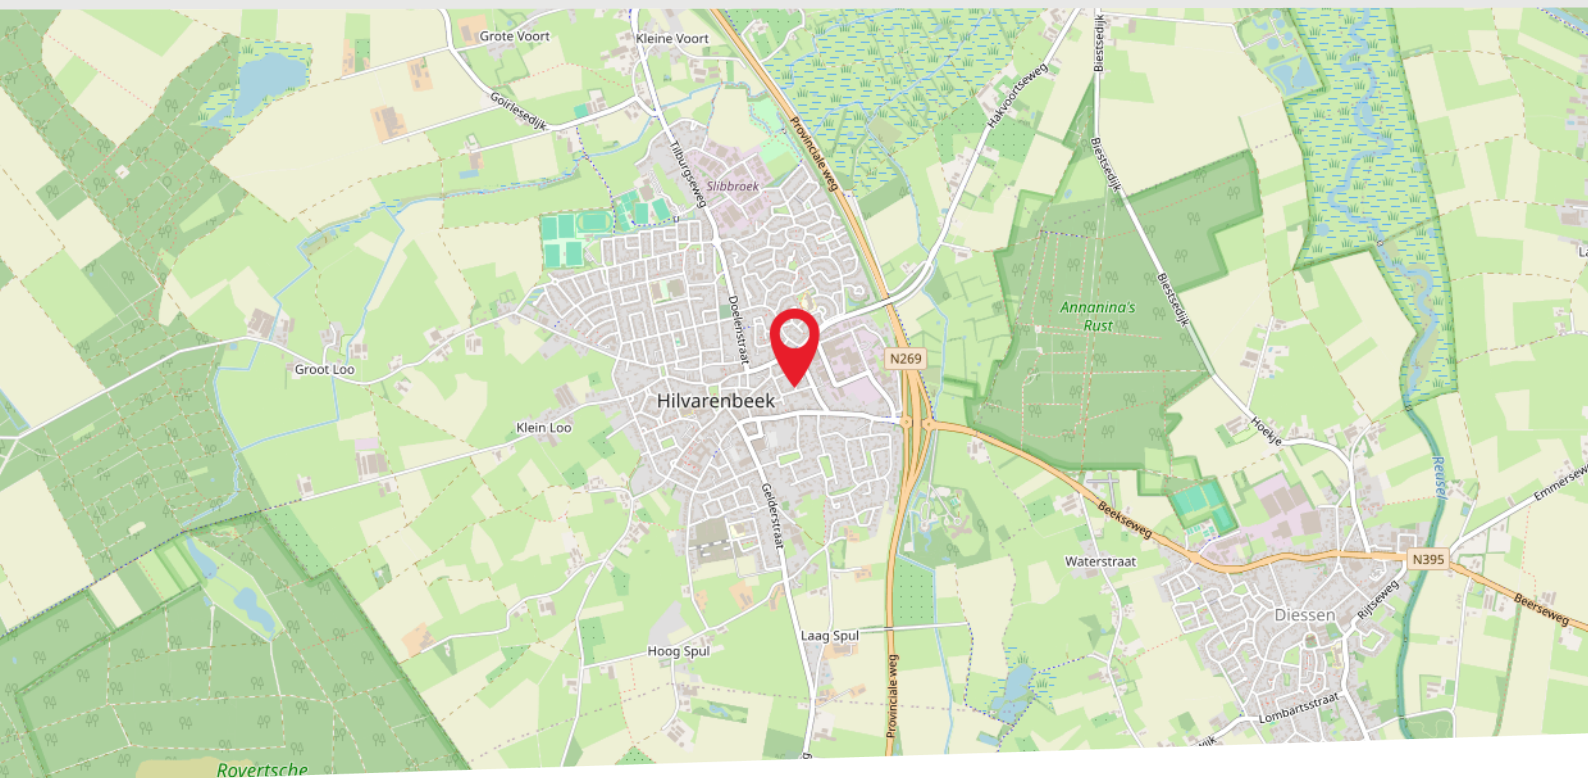 Grote Voort
Kleine Voort
Biestsedijk
Hakvoortseweg
Goirlesedijk
Provinciale weg
Tilburgseweg
Biestsedijk
Slibbroek
Biestsedijk
Annanina's
Rust
Doelenstraat
N269
Groot Loo
Hilvarenbeek
Klein Loo
Hoekje
Reusel
Gelderstraat
Beekseweg
Waterstraat
N395
Rijtseweg
Beerseweg
Diessen
Laag Spul
Hoog Spul
Provinciale weg
Lombartsstraat
Rovertsche